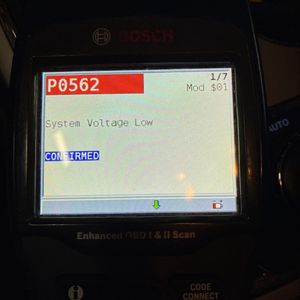 BOSCH
1/7
P0562
Mod $01
System Voltage Low
CONFIRMED
AUTO
Enhanced OBD I & II Scan
i
CODE
CONNECT